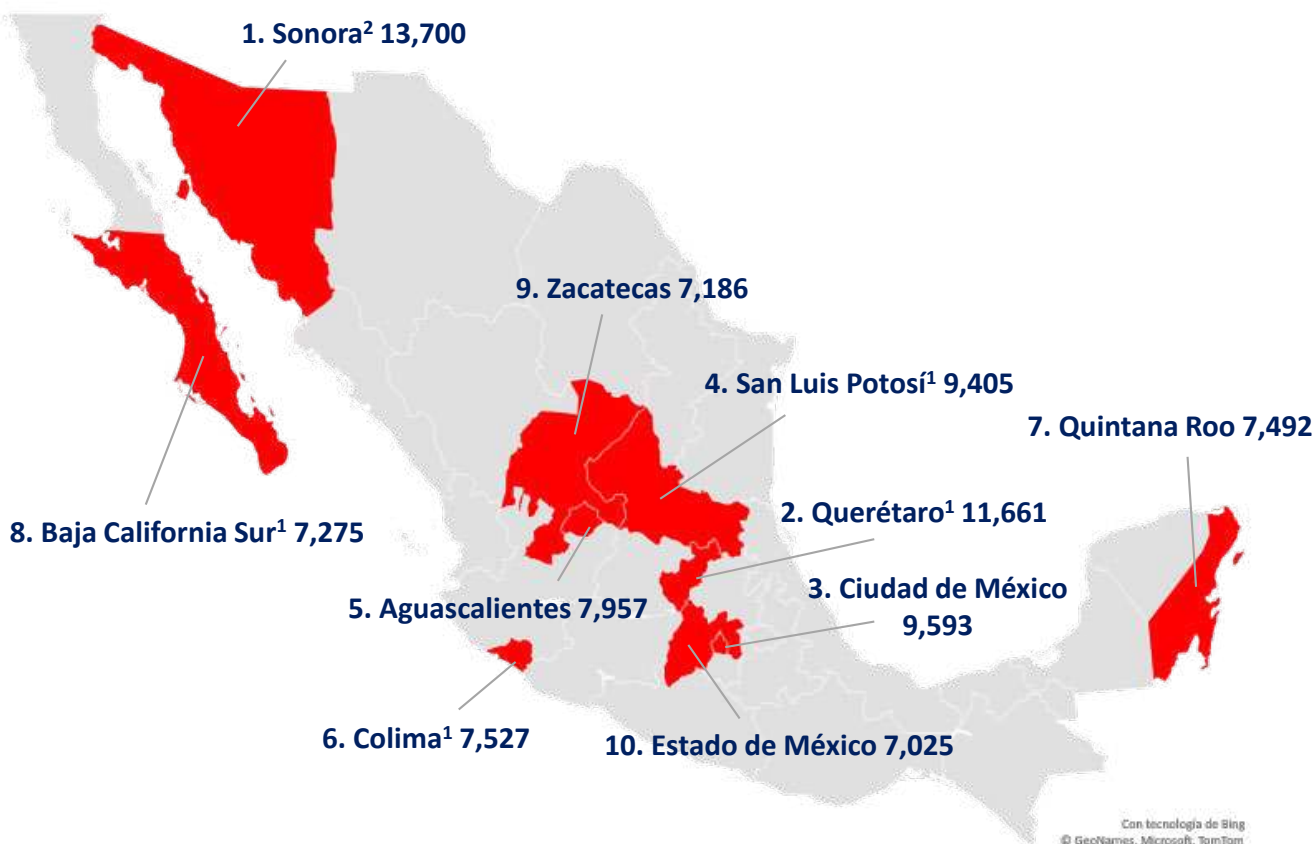 1. Sonora² 13,700
9. Zacatecas 7,186
4. San Luis Potosí¹ 9,405
7. Quintana Roo 7,492
2. Querétaro¹ 11,661
8. Baja California Sur¹ 7,275
3. Ciudad de México
9,593
5. Aguascalientes 7,957
6. Colima¹ 7,527
10. Estado de México 7,025
Con tecnología de Bing
© GeoNames, Microsoft, TomTom